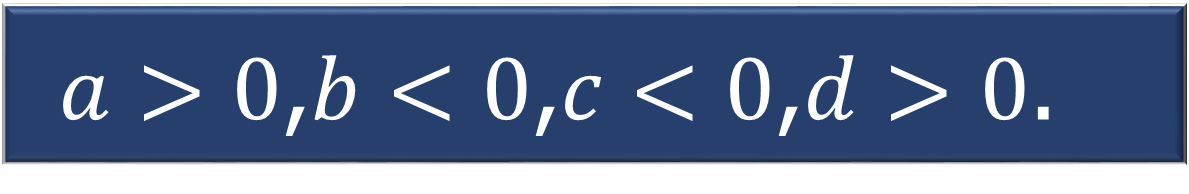 a > 0,b < 0,c < 0,d > 0.